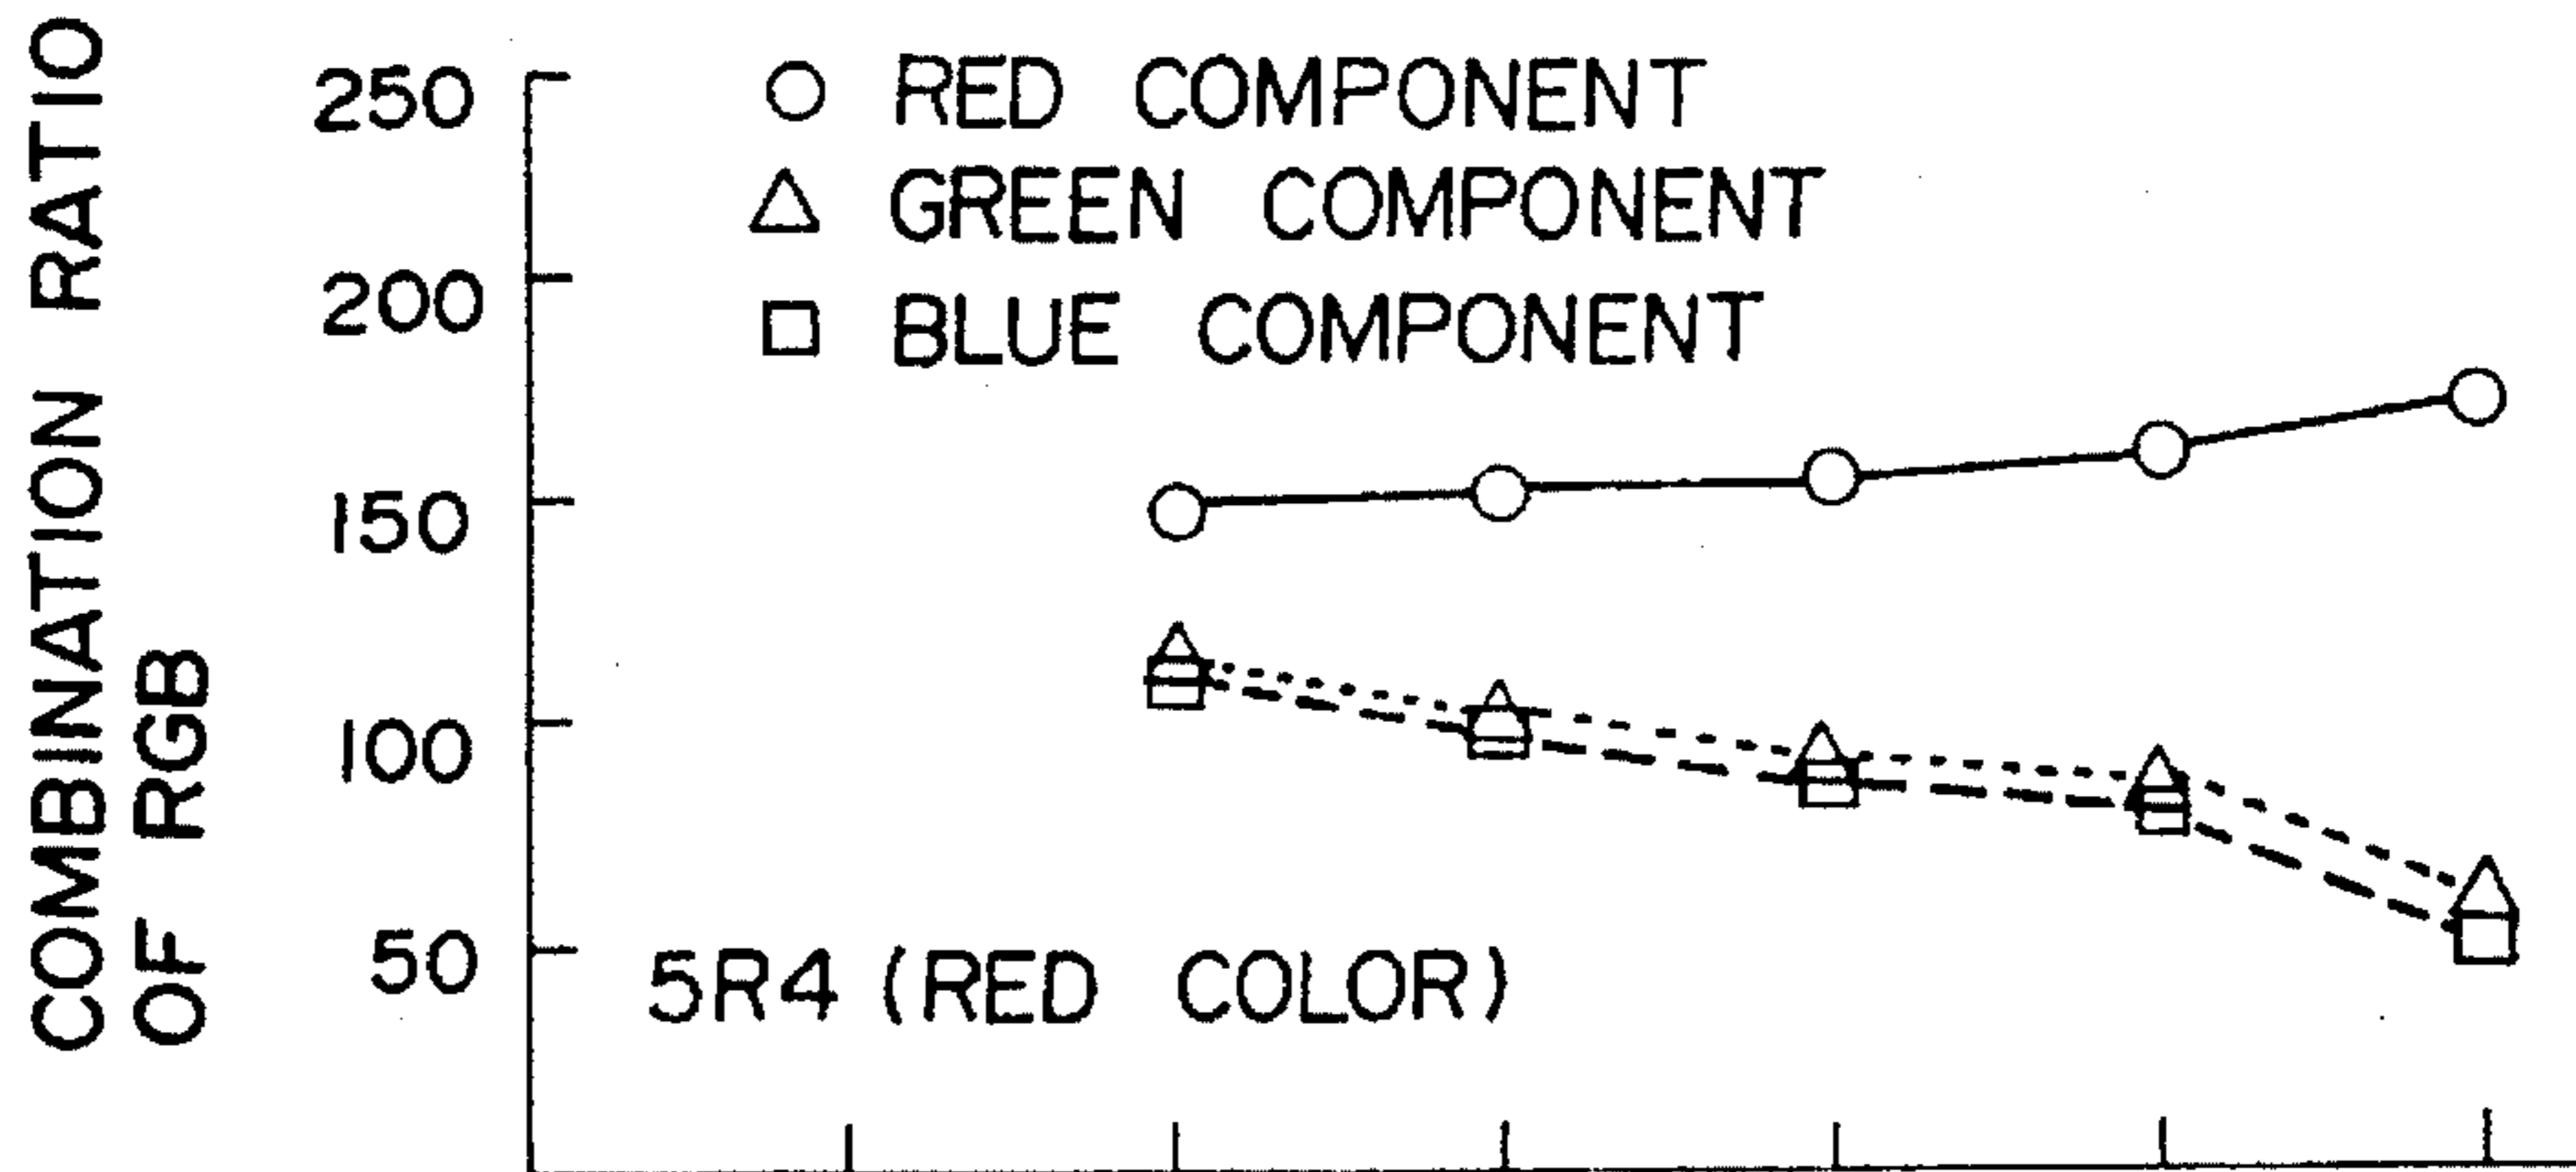 COMBINATION RATIO
OF RGB
250
200
150
100
50
○ RED COMPONENT
△ GREEN COMPONENT
□ BLUE COMPONENT
5R4 (RED COLOR)